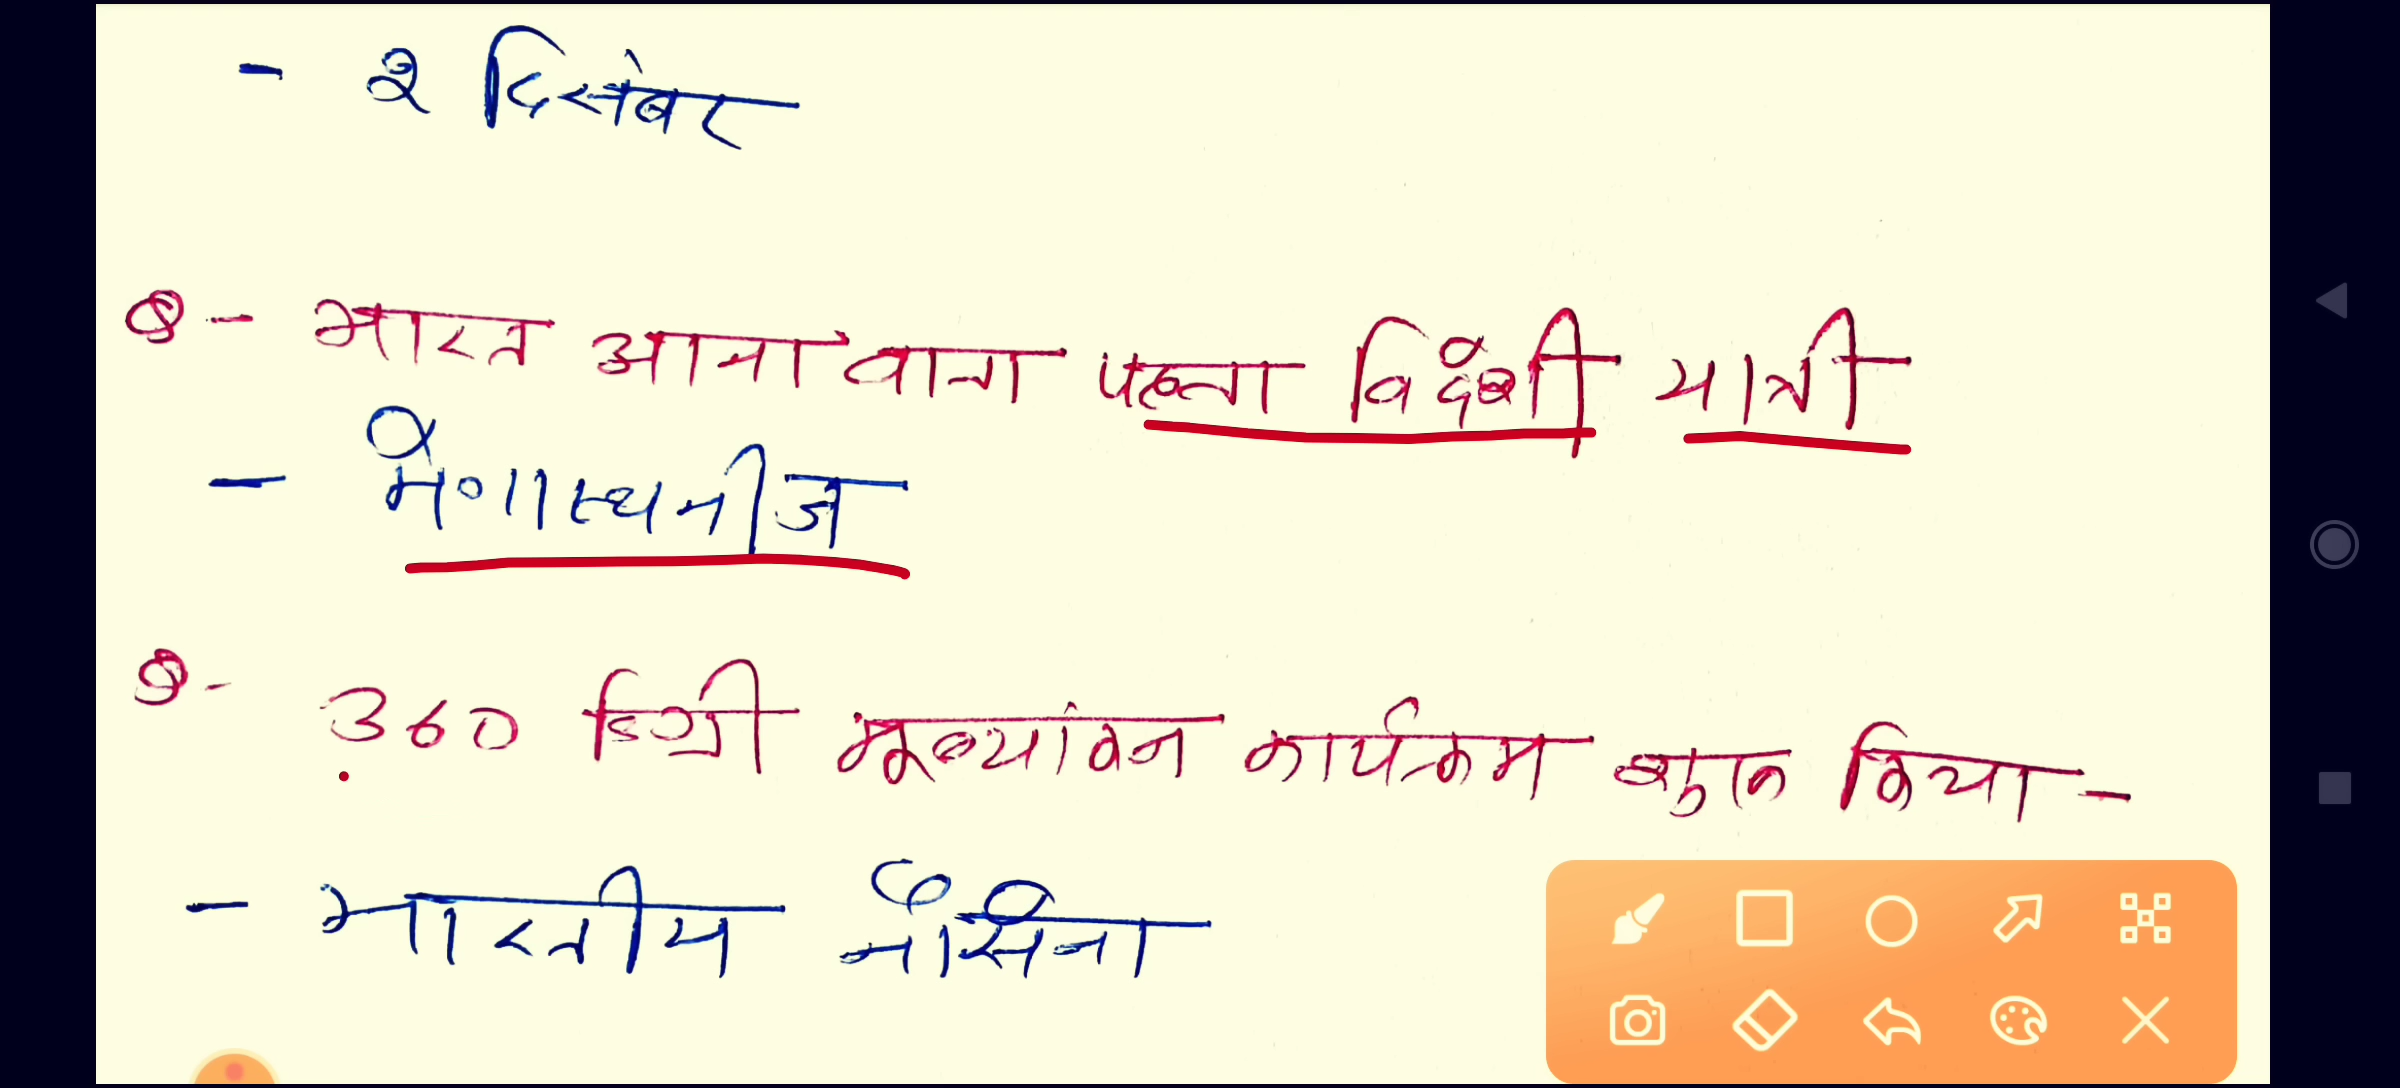 - 2 दिसंबर
Q - भारत आना वाला पहला विदेशी यात्री
- मेगास्थनीज
Q - 360 डिग्री मूल्यांकन कार्यक्रम शुरू किया -
- भारतीय नौसेना